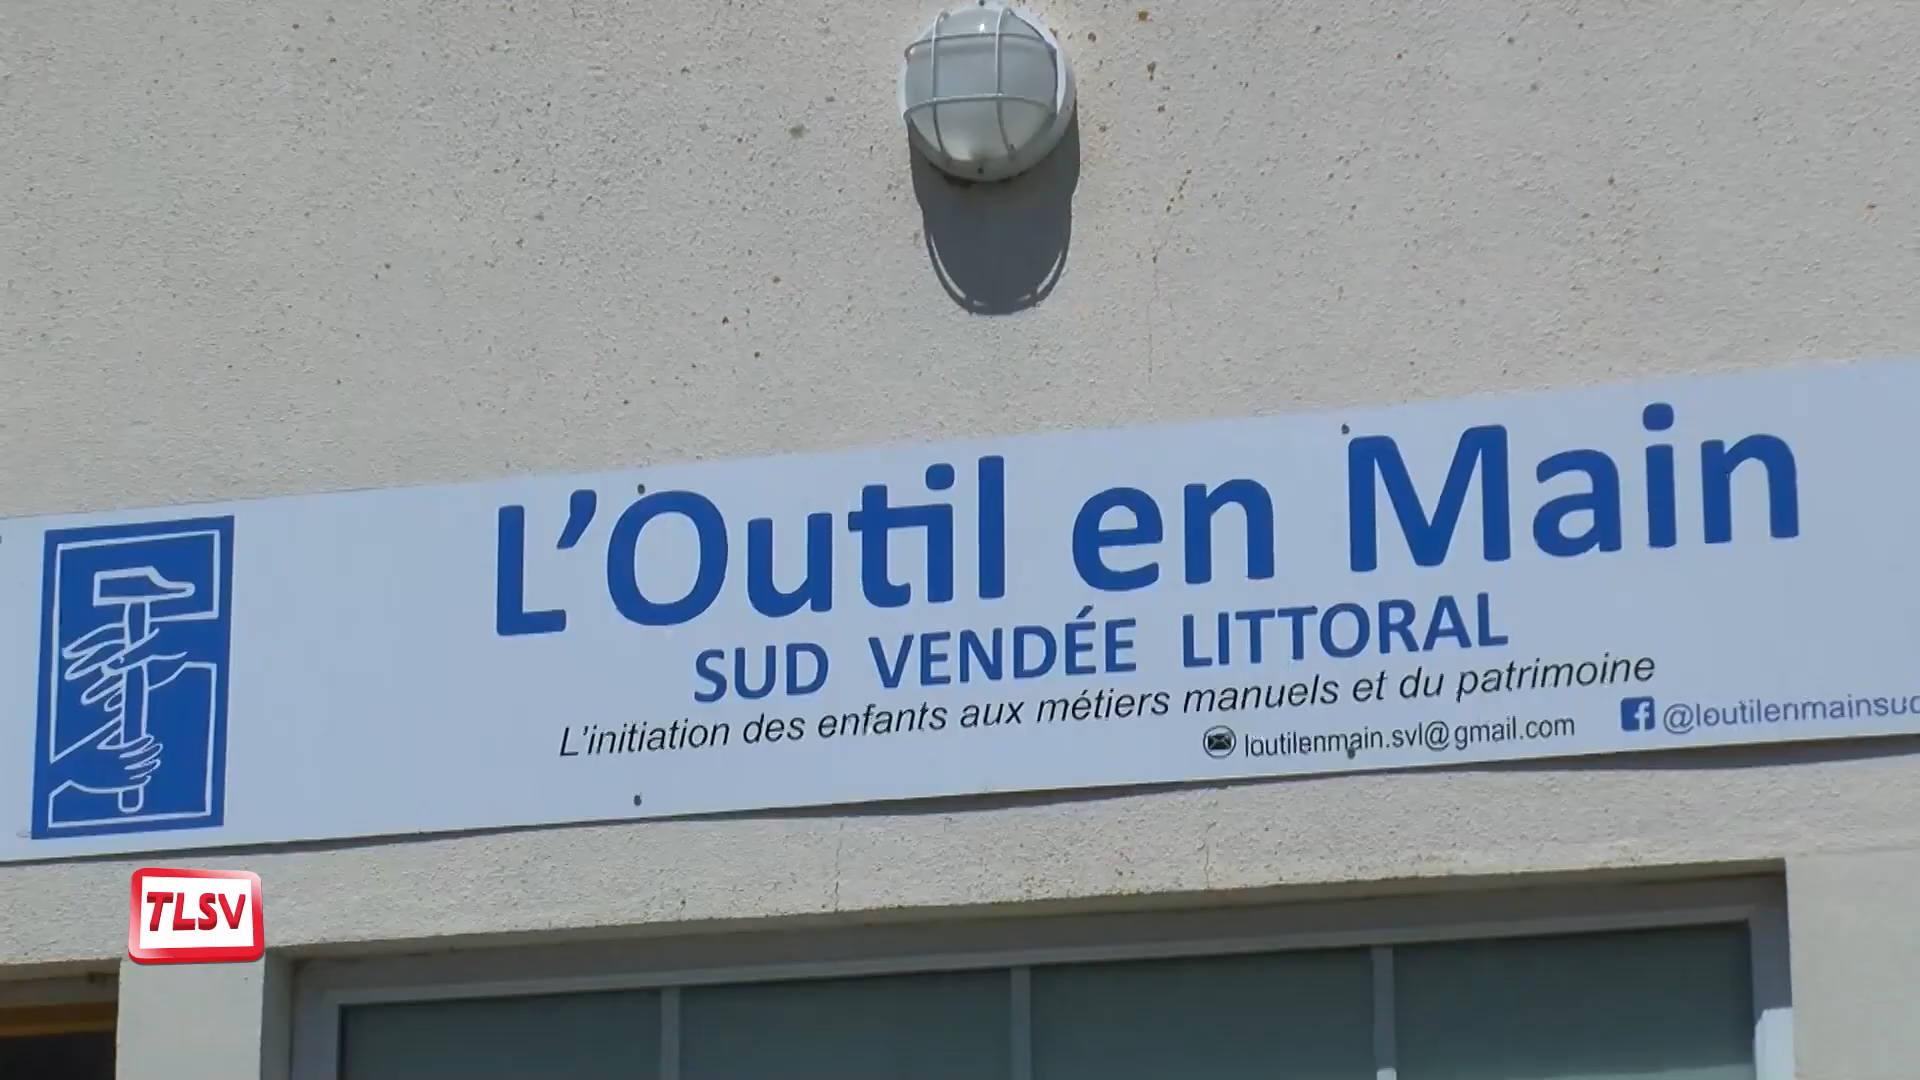 L'Outil en Main
SUD VENDÉE LITTORAL
L'initiation des enfants aux métiers manuels et du patrimoine
loutilenmain.svl@gmail.com
@loutilenmainsud
TLSV